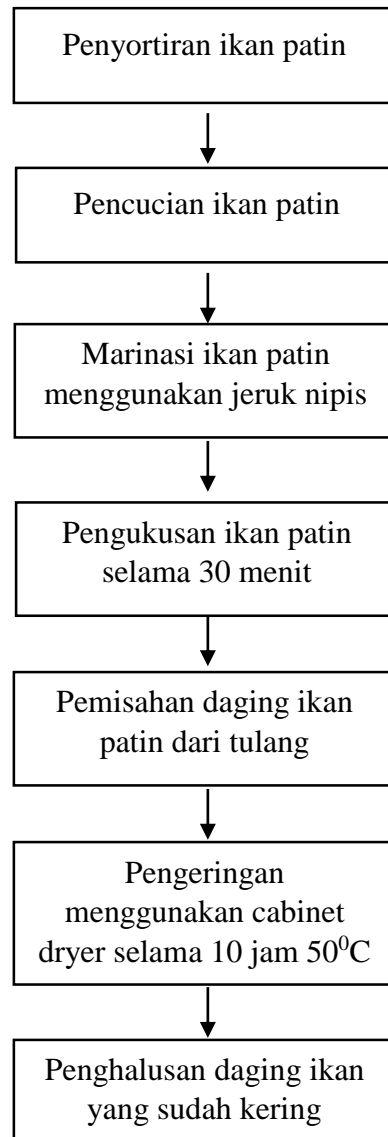 Penyortiran ikan patin
Pencucian ikan patin
Marinasi ikan patin
menggunakan jeruk nipis
Pengukusan ikan patin
selama 30 menit
Pemisahan daging ikan
patin dari tulang
Pengeringan
menggunakan cabinet
dryer selama 10 jam 50⁰C
Penghalusan daging ikan
yang sudah kering